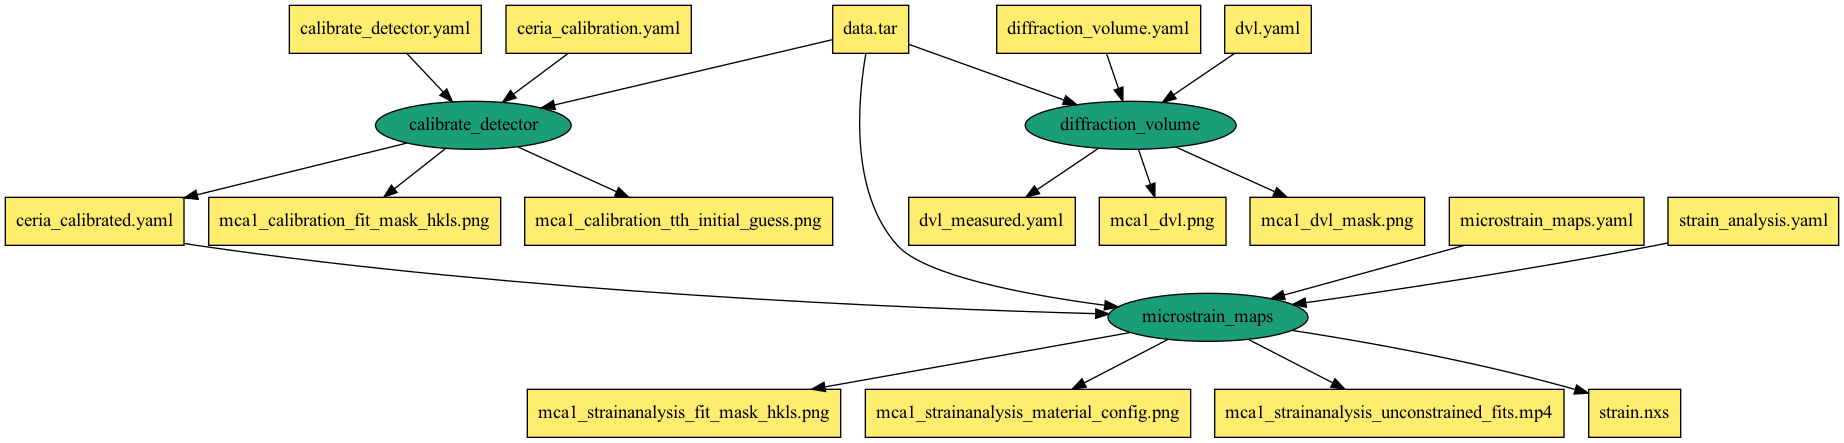 calibrate_detector.yaml
ceria_calibration.yaml
data.tar
diffraction_volume.yaml
dvl.yaml
calibrate_detector
diffraction_volume
ceria_calibrated.yaml
mca1_calibration_fit_mask_hkls.png
mca1_calibration_tth_initial_guess.png
dvl_measured.yaml
mca1_dvl.png
mca1_dvl_mask.png
microstrain_maps.yaml
strain_analysis.yaml
microstrain_maps
mca1_strainanalysis_fit_mask_hkls.png
mca1_strainanalysis_material_config.png
mca1_strainanalysis_unconstrained_fits.mp4
strain.nxs